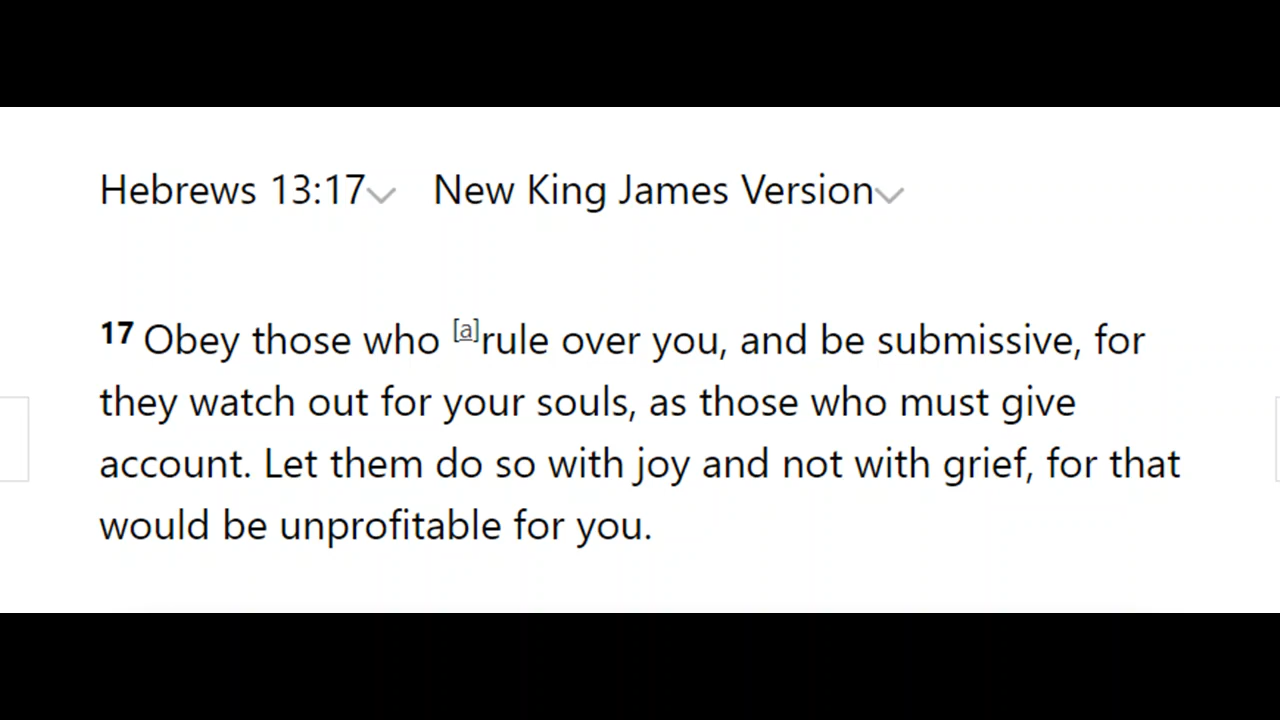 Hebrews 13:17 New King James Version
17 Obey those who [a]rule over you, and be submissive, for
they watch out for your souls, as those who must give
account. Let them do so with joy and not with grief, for that
would be unprofitable for you.